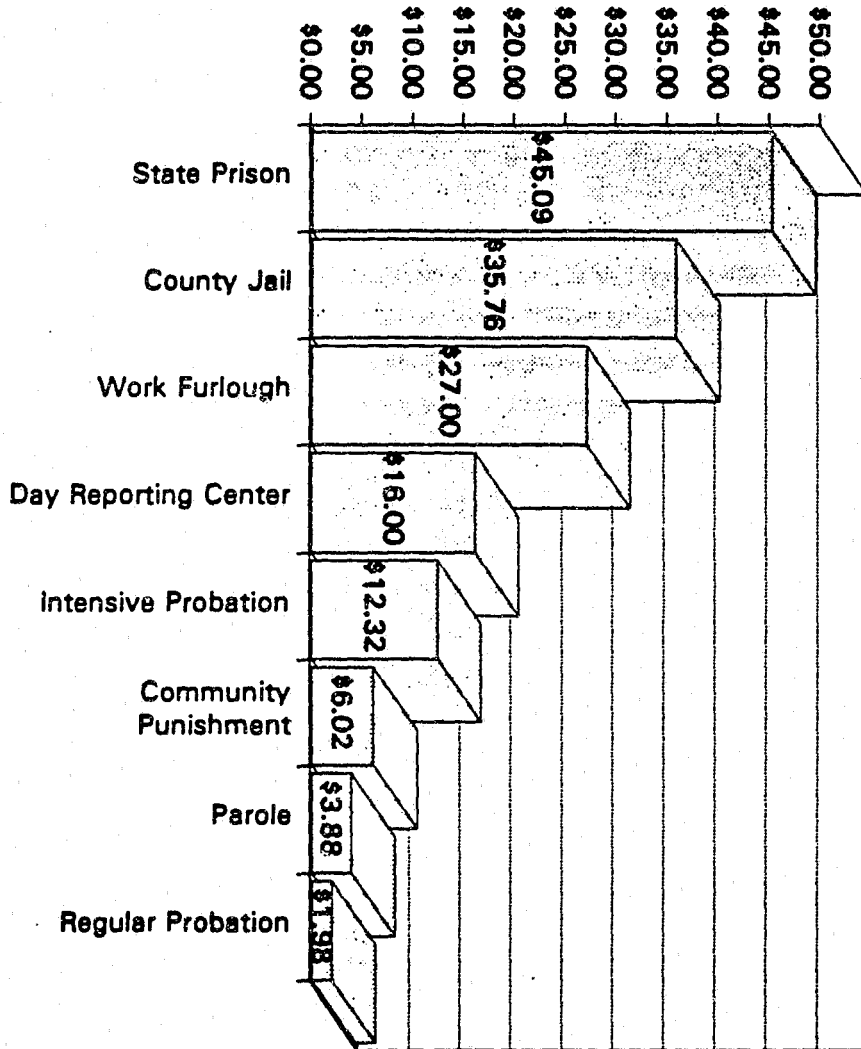 $50.00
$45.00
$40.00
$35.00
$30.00
$25.00
$20.00
$15.00
$10.00
$5.00
$0.00
State Prison
$45.09
County Jail
$35.76
Work Furlough
$27.00
Day Reporting Center
$16.00
Intensive Probation
$12.32
Community
Punishment
$6.02
Parole
$3.88
Regular Probation
$1.98